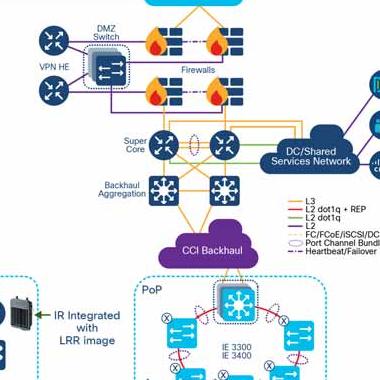 DMZ
Switch
VPN HE
Firewalls
Super
Core
DC/Shared
Services Network
Backhaul
Aggregation
L3
L2 dot1q + REP
L2 dot1q
L2
FC/FCoE/iSCSI/DC
Port Channel Bundl
Heartbeat/Failover
CCI Backhaul
PoP
IR Integrated
with
LRR image
X
X
IE 3300
IE 3400
X
X